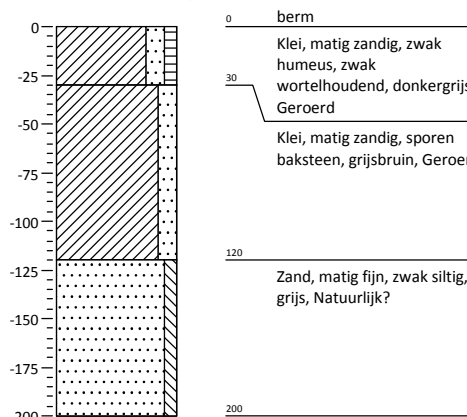 0
-25
-50
-75
-100
-125
-150
-175
-200
0
berm
Klei, matig zandig, zwak
humeus, zwak
wortelhoudend, donkergrijs
Geroerd
30
Klei, matig zandig, sporen
baksteen, grijsbruin, Geroer
120
Zand, matig fijn, zwak siltig,
grijs, Natuurlijk?
200